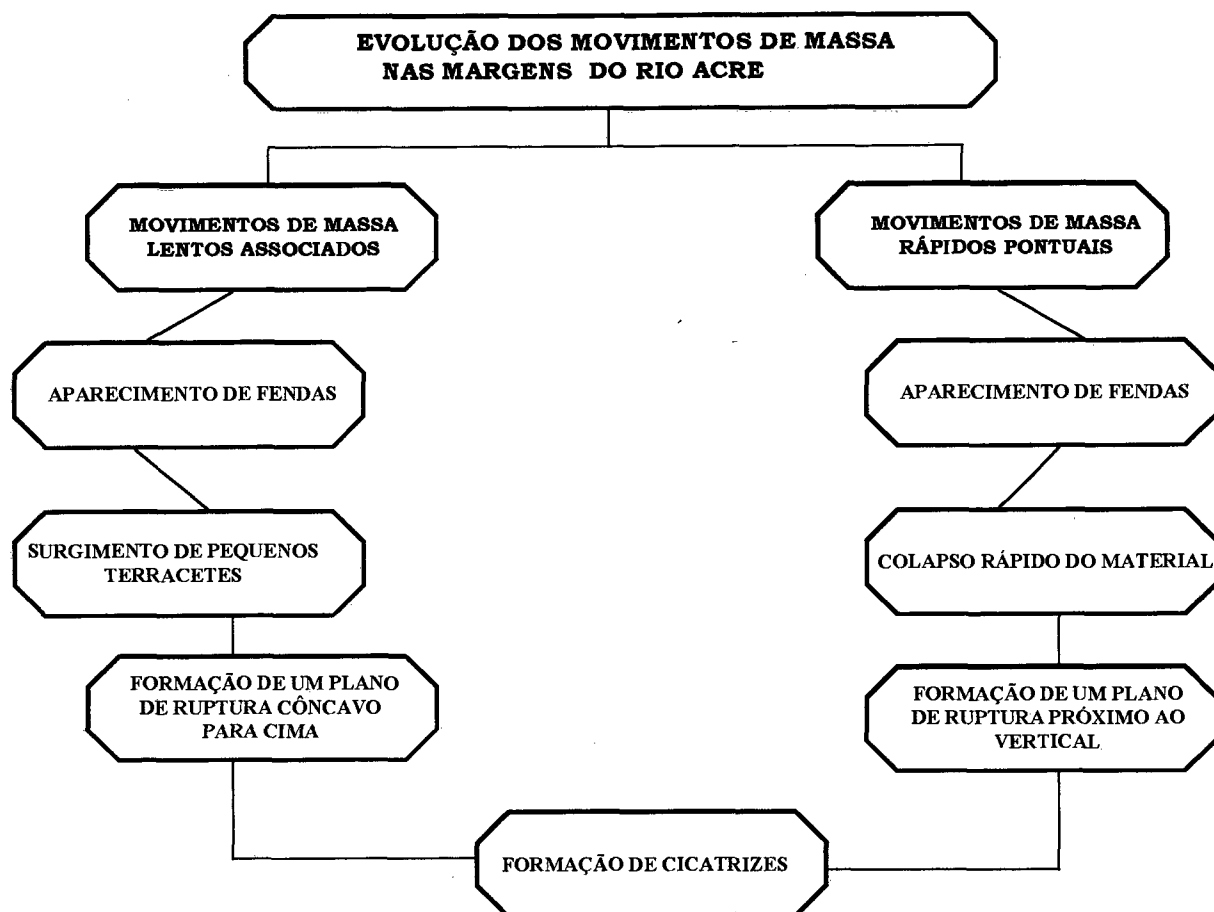 EVOLUÇÃO DOS MOVIMENTOS DE MASSA
NAS MARGENS DO RIO ACRE
MOVIMENTOS DE MASSA
LENTOS ASSOCIADOS
MOVIMENTOS DE MASSA
RÁPIDOS PONTUAIS
APARECIMENTO DE FENDAS
APARECIMENTO DE FENDAS
SURGIMENTO DE PEQUENOS
TERRACETES
COLAPSO RÁPIDO DO MATERIAL
FORMAÇÃO DE UM PLANO
DE RUPTURA CÔNCAVO
PARA CIMA
FORMAÇÃO DE UM PLANO
DE RUPTURA PRÓXIMO AO
VERTICAL
FORMAÇÃO DE CICATRIZES